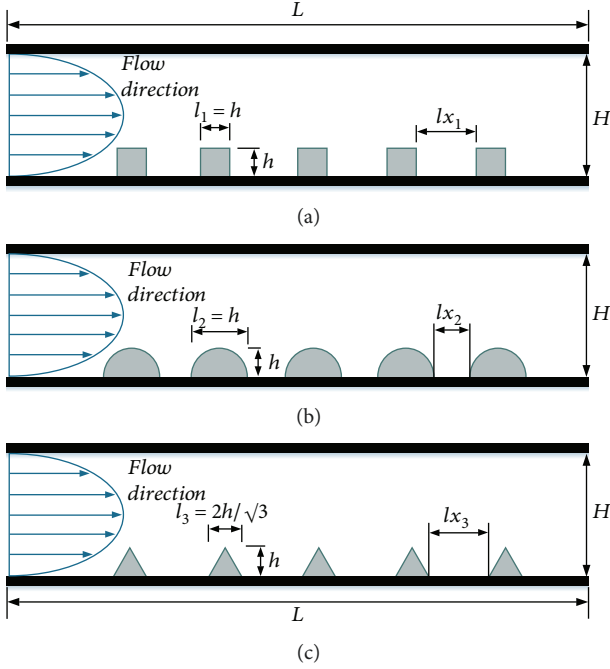 L
Flow
direction
l₁ = h
lx₁
h
H
(a)
Flow
direction
l₂ = h
lx₂
h
H
(b)
Flow
direction
l₃ = 2h/√3
lx₃
h
H
L
(c)